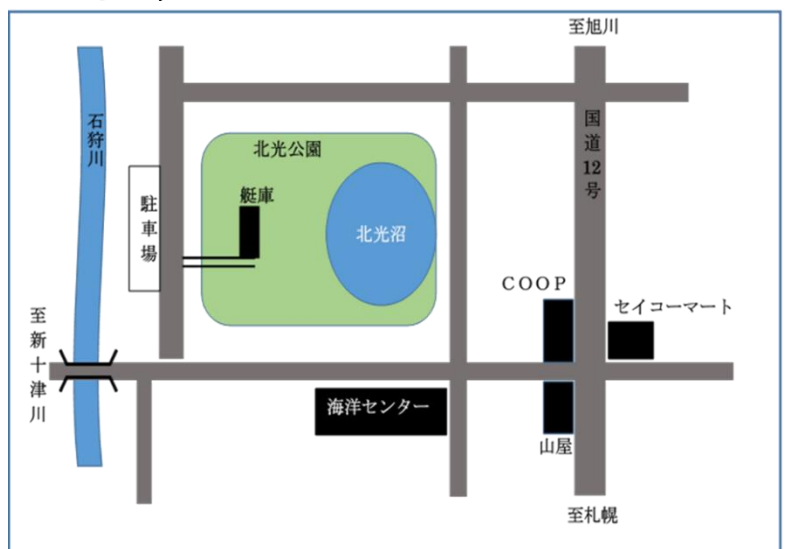 至旭川
石狩川
国道12号
北光公園
艇庫
駐車場
北光沼
COOP
セイコーマート
至新十津川
海洋センター
山屋
至札幌